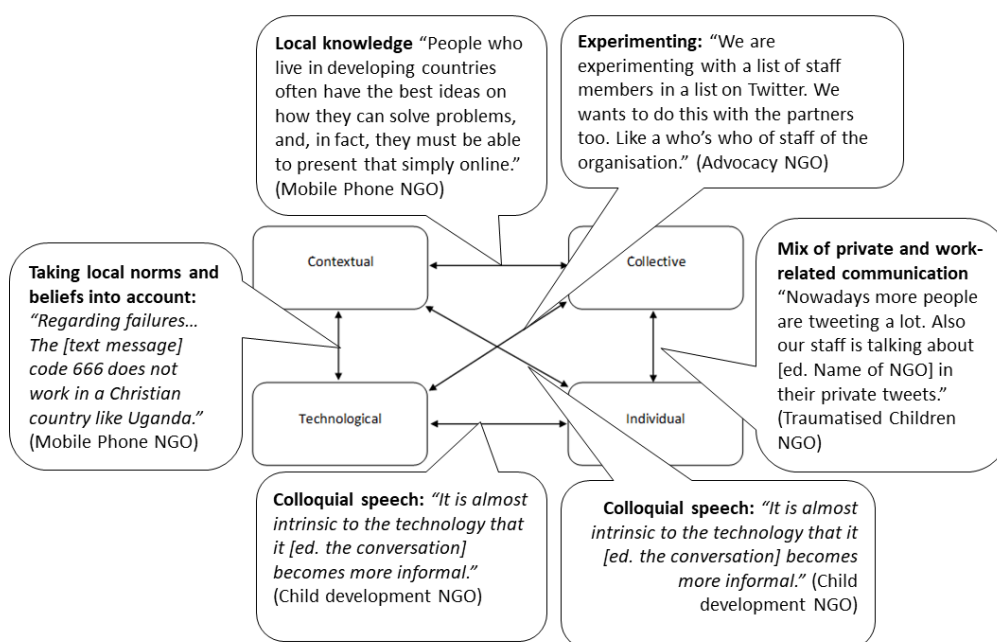 Local knowledge “People who
live in developing countries
often have the best ideas on
how they can solve problems,
and, in fact, they must be able
to present that simply online.”
(Mobile Phone NGO)
Experimenting: “We are
experimenting with a list of staff
members in a list on Twitter. We
wants to do this with the partners
too. Like a who’s who of staff of the
organisation.” (Advocacy NGO)
Taking local norms and
beliefs into account:
“Regarding failures...
The [text message]
code 666 does not
work in a Christian
country like Uganda.”
(Mobile Phone NGO)
Contextual
Collective
Mix of private and work-
related communication
“Nowadays more people
are tweeting a lot. Also
our staff is talking about
[ed. Name of NGO] in
their private tweets.”
(Traumatised Children
NGO)
Technological
Individual
Colloquial speech: “It is almost
intrinsic to the technology that
it [ed. the conversation]
becomes more informal.”
(Child development NGO)
Colloquial speech: “It is almost
intrinsic to the technology that it
[ed. the conversation] becomes
more informal.” (Child
development NGO)